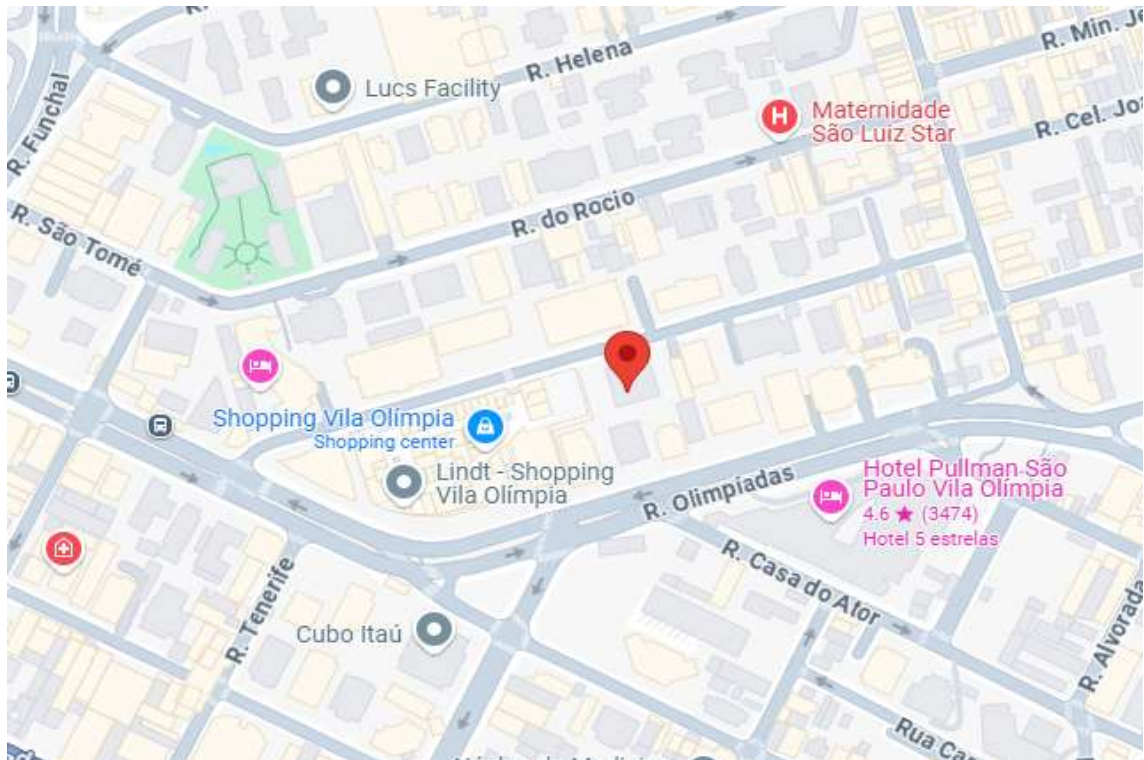 R. Min. Je
R. Helena
Lucs Facility
Maternidade
São Luiz Star
R. Cel. Jo
R. Funchal
R. do Rocio
R. São Tomé
Shopping Vila Olímpia
Shopping center
Lindt - Shopping
Vila Olímpia
R. Olimpíadas
Hotel Pullman São
Paulo Vila Olímpia
4.6 ★ (3474)
Hotel 5 estrelas
R. Casa do Ator
R. Tenerife
Cubo Itaú
R. Alvorada
Rua Car